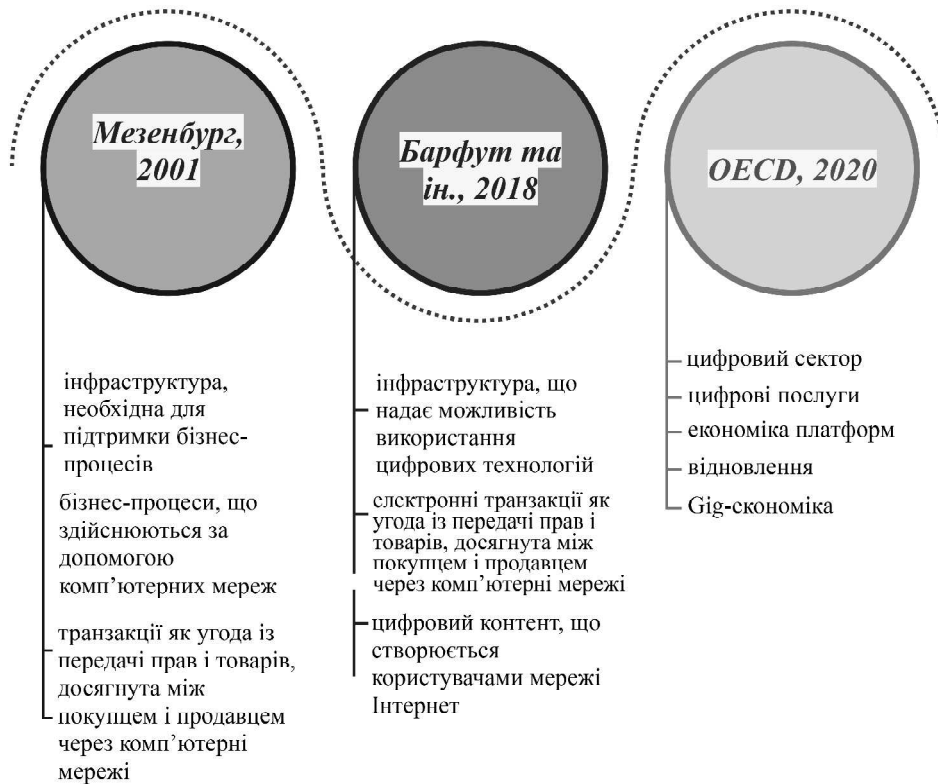 Мезенбург,
2001
інфраструктура,
необхідна для
підтримки бізнес-
процесів
бізнес-процеси, що
здійснюються за
допомогою
комп’ютерних мереж
транзакції як угода із
передачі прав і товарів,
досягнута між
покупцем і продавцем
через комп’ютерні
мережі
Барфут та
ін., 2018
інфраструктура, що
надає можливість
використання
цифрових технологій
електронні транзакції як
угода із передачі прав і
товарів, досягнута між
покупцем і продавцем
через комп’ютерні мережі
цифровий контент, що
створюється
користувачами мережі
Інтернет
OECD, 2020
цифровий сектор
цифрові послуги
економіка платформ
відновлення
Gig-економіка